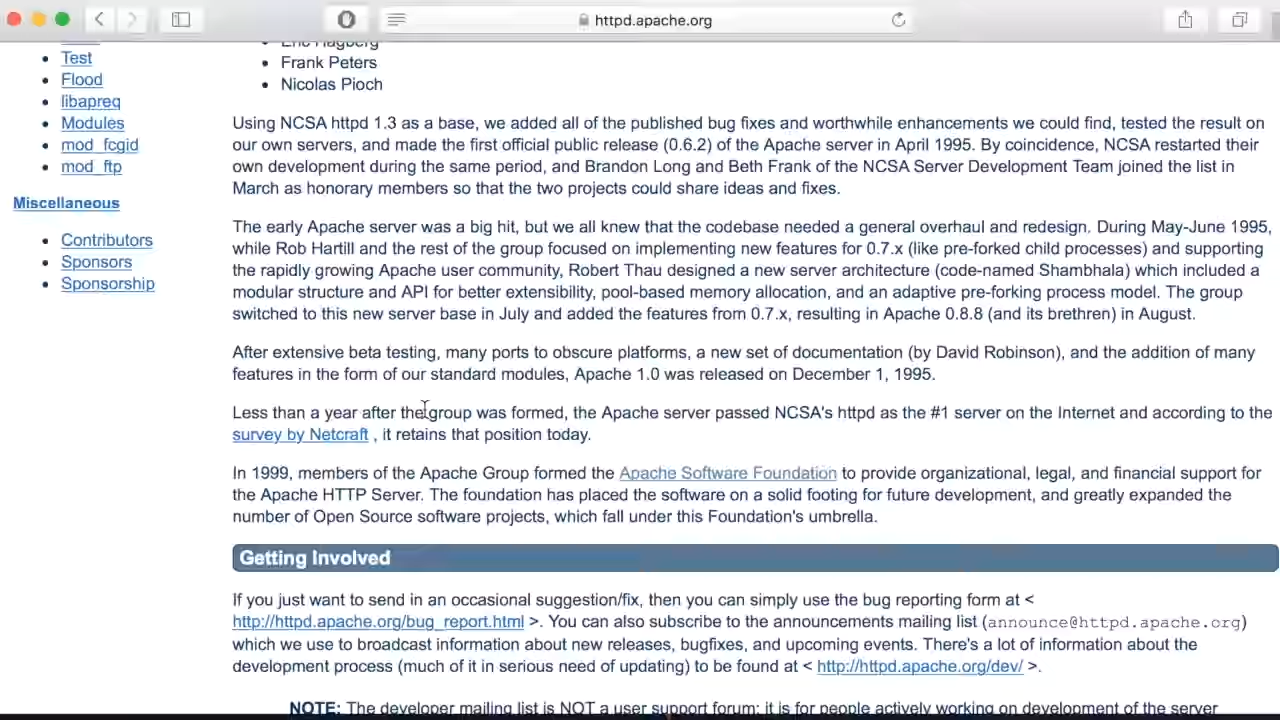 httpd.apache.org
Test
Flood
libapreq
Modules
mod_fcgid
mod_ftp
Miscellaneous
Contributors
Sponsors
Sponsorship
Eric Hagberg
Frank Peters
Nicolas Pioch
Using NCSA httpd 1.3 as a base, we added all of the published bug fixes and worthwhile enhancements we could find, tested the result on
our own servers, and made the first official public release (0.6.2) of the Apache server in April 1995. By coincidence, NCSA restarted their
own development during the same period, and Brandon Long and Beth Frank of the NCSA Server Development Team joined the list in
March as honorary members so that the two projects could share ideas and fixes.
The early Apache server was a big hit, but we all knew that the codebase needed a general overhaul and redesign. During May-June 1995,
while Rob Hartill and the rest of the group focused on implementing new features for 0.7.x (like pre-forked child processes) and supporting
the rapidly growing Apache user community, Robert Thau designed a new server architecture (code-named Shambhala) which included a
modular structure and API for better extensibility, pool-based memory allocation, and an adaptive pre-forking process model. The group
switched to this new server base in July and added the features from 0.7.x, resulting in Apache 0.8.8 (and its brethren) in August.
After extensive beta testing, many ports to obscure platforms, a new set of documentation (by David Robinson), and the addition of many
features in the form of our standard modules, Apache 1.0 was released on December 1, 1995.
Less than a year after the group was formed, the Apache server passed NCSA's httpd as the #1 server on the Internet and according to the
survey by Netcraft , it retains that position today.
In 1999, members of the Apache Group formed the Apache Software Foundation to provide organizational, legal, and financial support for
the Apache HTTP Server. The foundation has placed the software on a solid footing for future development, and greatly expanded the
number of Open Source software projects, which fall under this Foundation's umbrella.
Getting Involved
If you just want to send in an occasional suggestion/fix, then you can simply use the bug reporting form at <
http://httpd.apache.org/bug_report.html >. You can also subscribe to the announcements mailing list (announce@httpd.apache.org)
which we use to broadcast information about new releases, bugfixes, and upcoming events. There's a lot of information about the
development process (much of it in serious need of updating) to be found at < http://httpd.apache.org/dev/ >.
NOTE: The developer mailing list is NOT a user support forum; it is for people actively working on development of the server